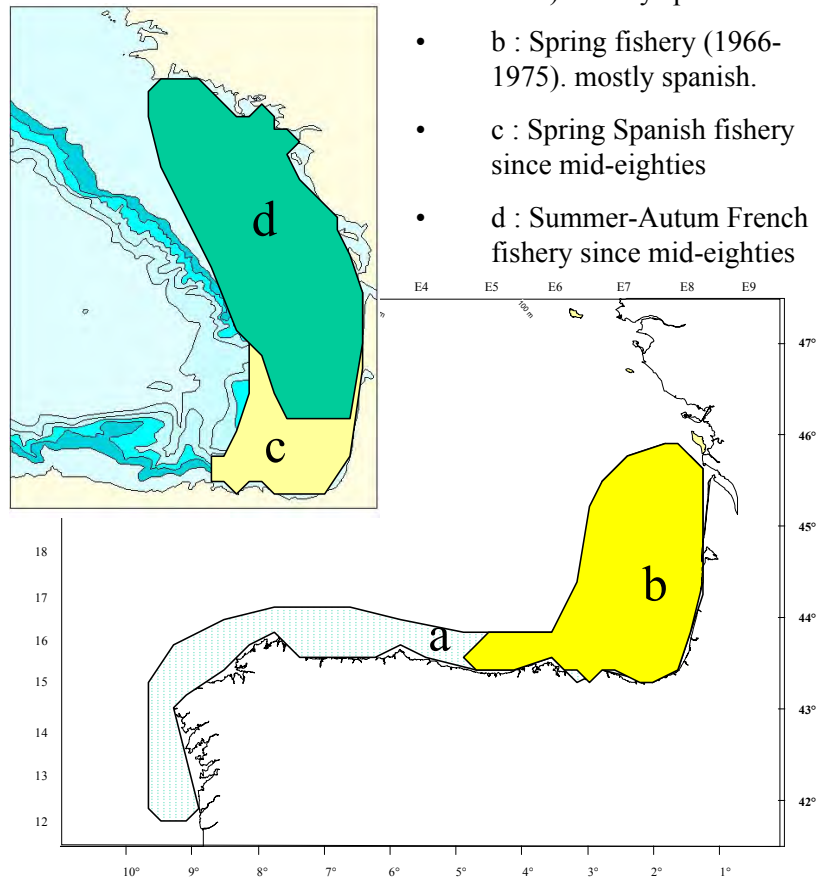 • b : Spring fishery (1966-
1975). mostly spanish.
• c : Spring Spanish fishery
since mid-eighties
• d : Summer-Autum French
fishery since mid-eighties
d
c
E4 E5 E6 E7 E8 E9
100 m
47°
46°
45°
44°
43°
42°
18
17
16
15
14
13
12
a
b
10° 9° 8° 7° 6° 5° 4° 3° 2° 1°